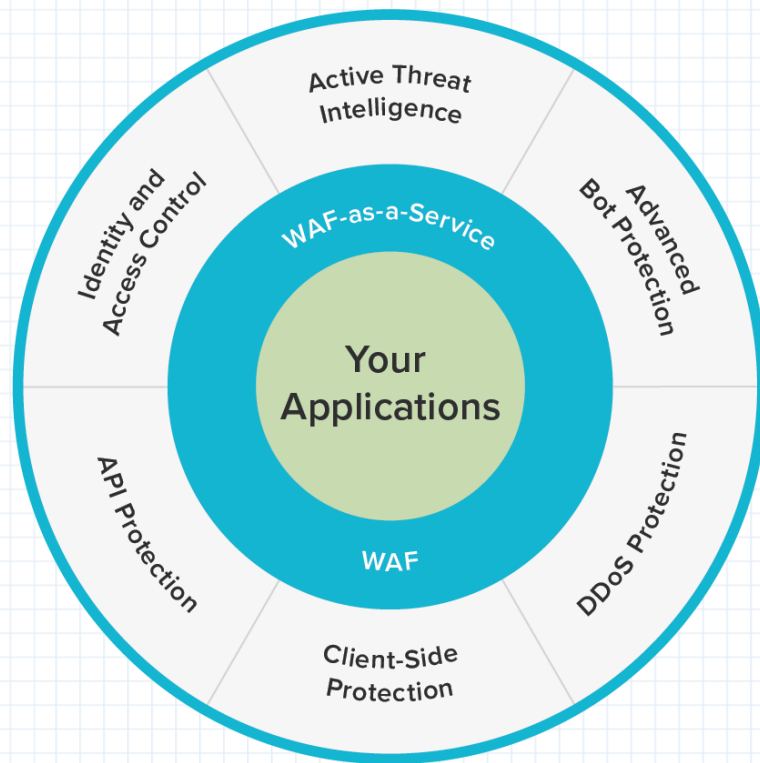 Active Threat
Intelligence
Advanced
Bot Protection
DDoS Protection
Client-Side
Protection
API Protection
Identity and
Access Control
WAF-as-a-Service
Your
Applications
WAF